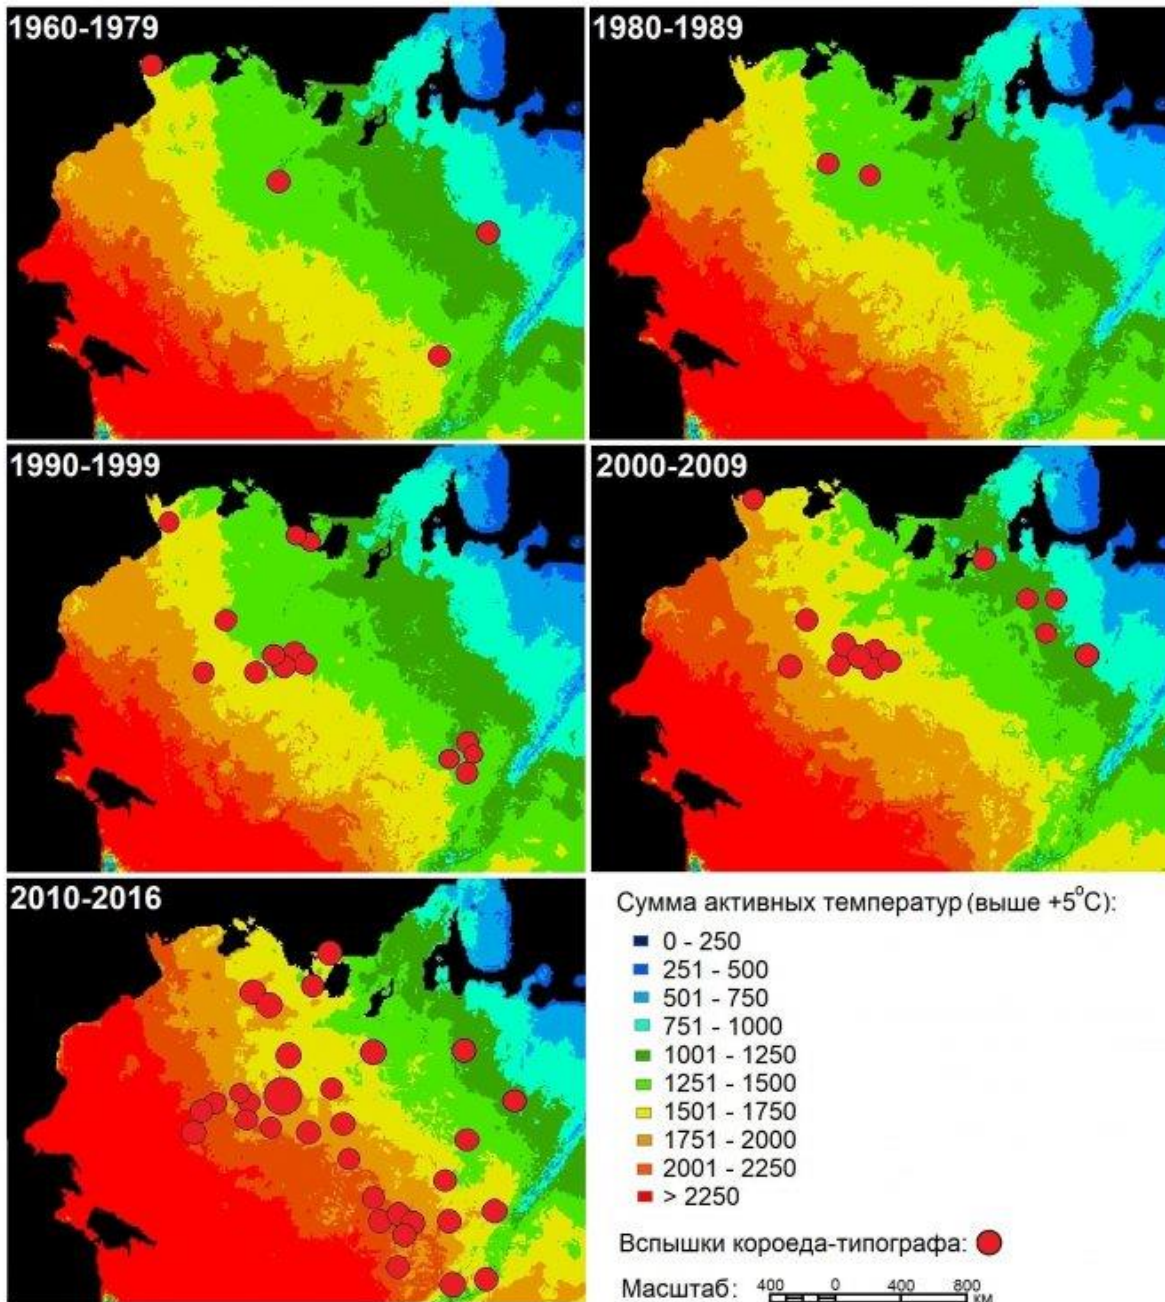 1960-1979
1980-1989
1990-1999
2000-2009
2010-2016
Сумма активных температур (выше +5°C):
0 - 250
251 - 500
501 - 750
751 - 1000
1001 - 1250
1251 - 1500
1501 - 1750
1751 - 2000
2001 - 2250
> 2250
Вспышки короеда-типографа:
Масштаб: 400 0 400 800
км